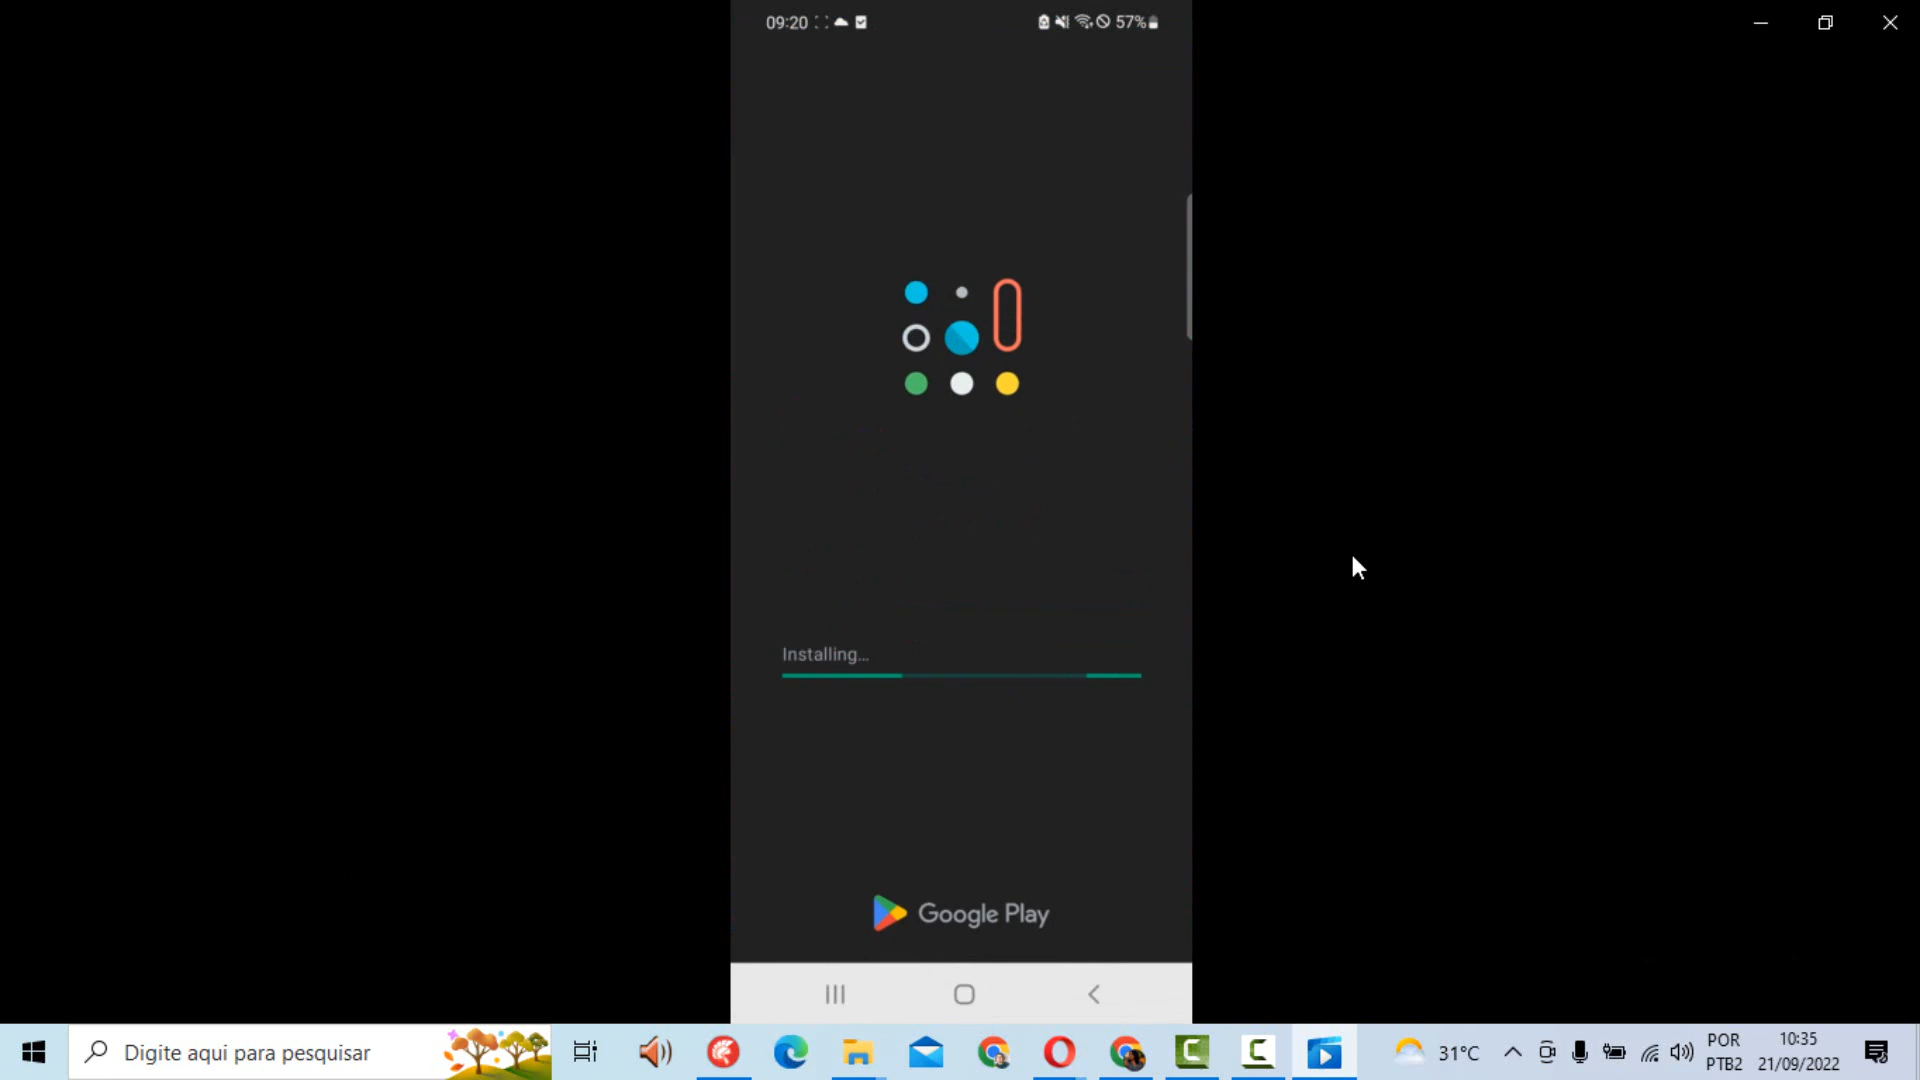 09:20
57%
Installing...
Google Play
Digite aqui para pesquisar
31°C
POR
PTB2
10:35
21/09/2022